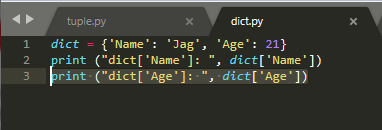 tuple.py dict.py
1 dict = {'Name': 'Jag', 'Age': 21}
2 print ("dict['Name']: ", dict['Name'])
3 print ("dict['Age']: ", dict['Age'])